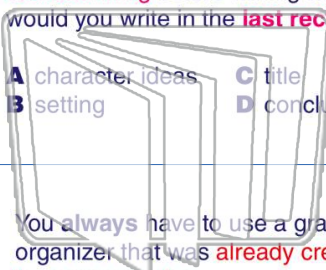 would you write in the last rec
A character ideas C title
B setting D conclu
You always have to use a gra
organizer that was already cre